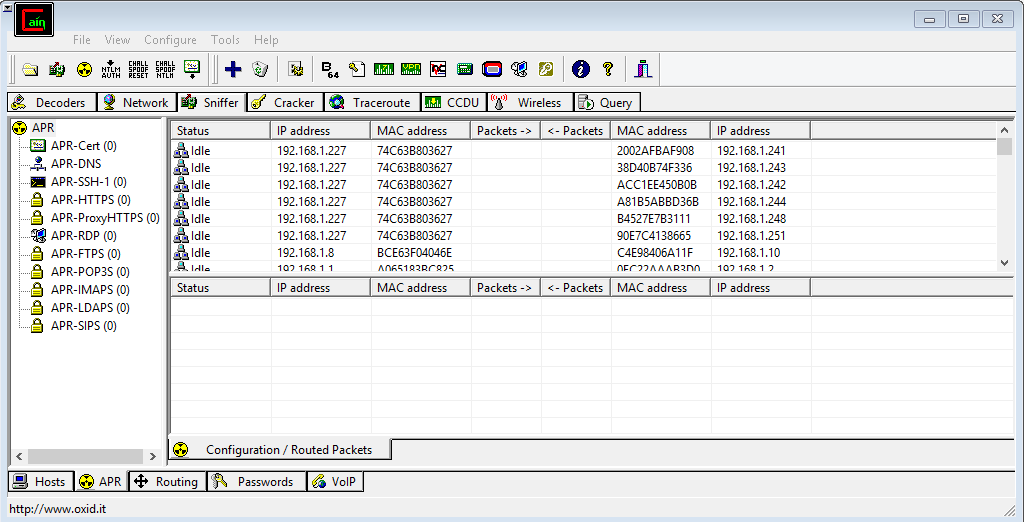 Cain
File View Configure Tools Help
NTLM AUTH CHALL SPOOF RESET CHALL SPOOF NTLM B 64
Decoders Network Sniffer Cracker Traceroute CCDU Wireless Query
APR
APR-Cert (0)
APR-DNS
APR-SSH-1 (0)
APR-HTTPS (0)
APR-ProxyHTTPS (0)
APR-RDP (0)
APR-FTPS (0)
APR-POP3S (0)
APR-IMAPS (0)
APR-LDAPS (0)
APR-SIPS (0)
Status IP address MAC address Packets -> <- Packets MAC address IP address
Idle 192.168.1.227 74C63B803627 2002AFBAF908 192.168.1.241
Idle 192.168.1.227 74C63B803627 38D40B74F336 192.168.1.243
Idle 192.168.1.227 74C63B803627 ACC1EE450B0B 192.168.1.242
Idle 192.168.1.227 74C63B803627 A81B5ABBD36B 192.168.1.244
Idle 192.168.1.227 74C63B803627 B4527E7B3111 192.168.1.248
Idle 192.168.1.227 74C63B803627 90E7C4138665 192.168.1.251
Idle 192.168.1.8 BCE63F04046E C4E98406A11F 192.168.1.10
Idle 192.168.1.1 A065183BC825 192.168.1.2
Status IP address MAC address Packets -> <- Packets MAC address IP address
Configuration / Routed Packets
Hosts APR Routing Passwords VoIP
http://www.oxid.it